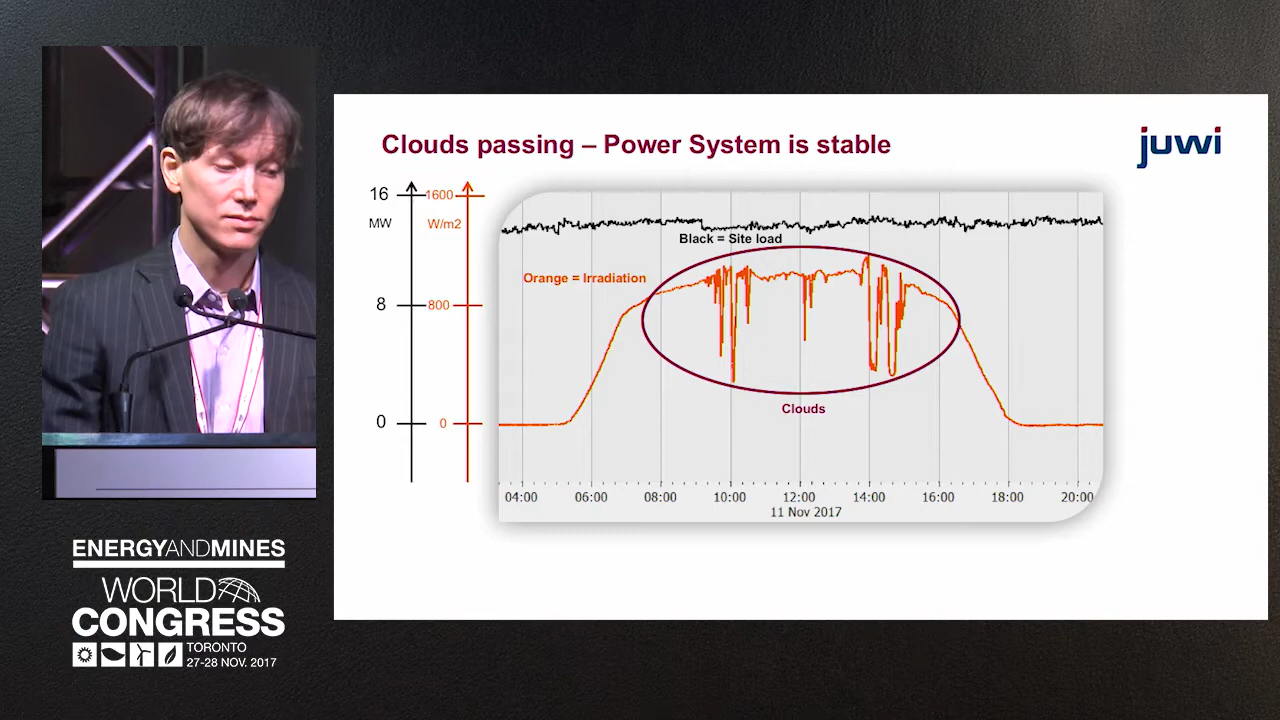 Clouds passing – Power System is stable
juwi
16
1600
MW
W/m2
Black = Site load
Orange = Irradiation
8
800
Clouds
0
0
04:00 06:00 08:00 10:00 12:00 14:00 16:00 18:00 20:00
11 Nov 2017
ENERGYANDMINES
WORLD
CONGRESS
TORONTO
27-28 NOV. 2017